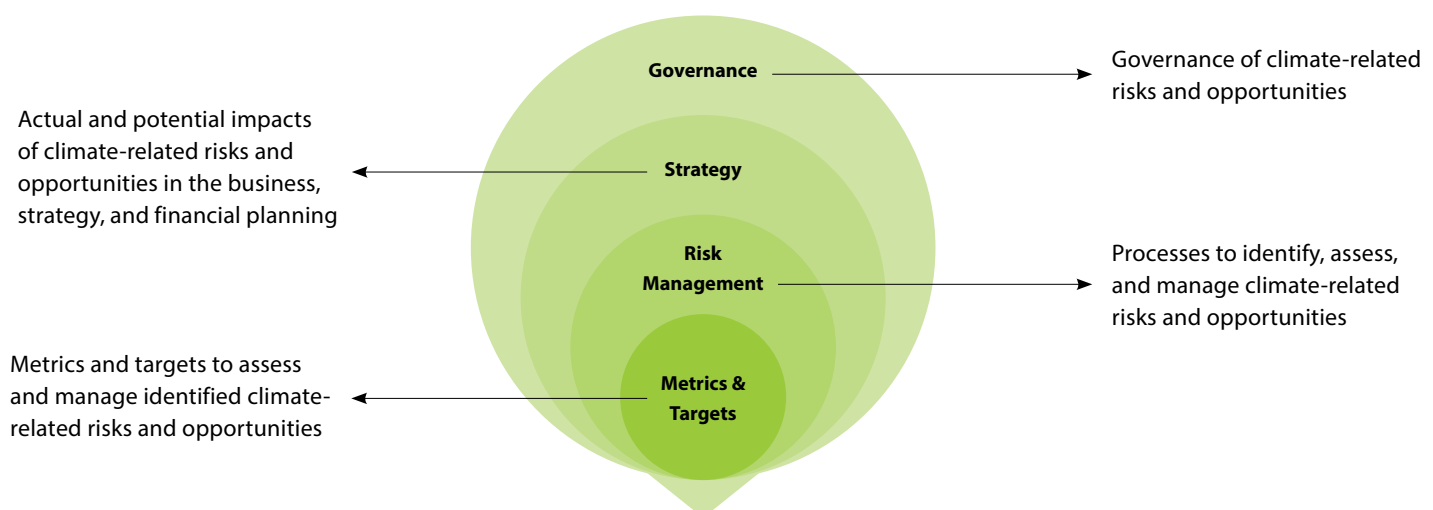 Governance
Governance of climate-related
risks and opportunities
Actual and potential impacts
of climate-related risks and
opportunities in the business,
strategy, and financial planning
Strategy
Risk
Management
Processes to identify, assess,
and manage climate-related
risks and opportunities
Metrics and targets to assess
and manage identified climate-
related risks and opportunities
Metrics &
Targets